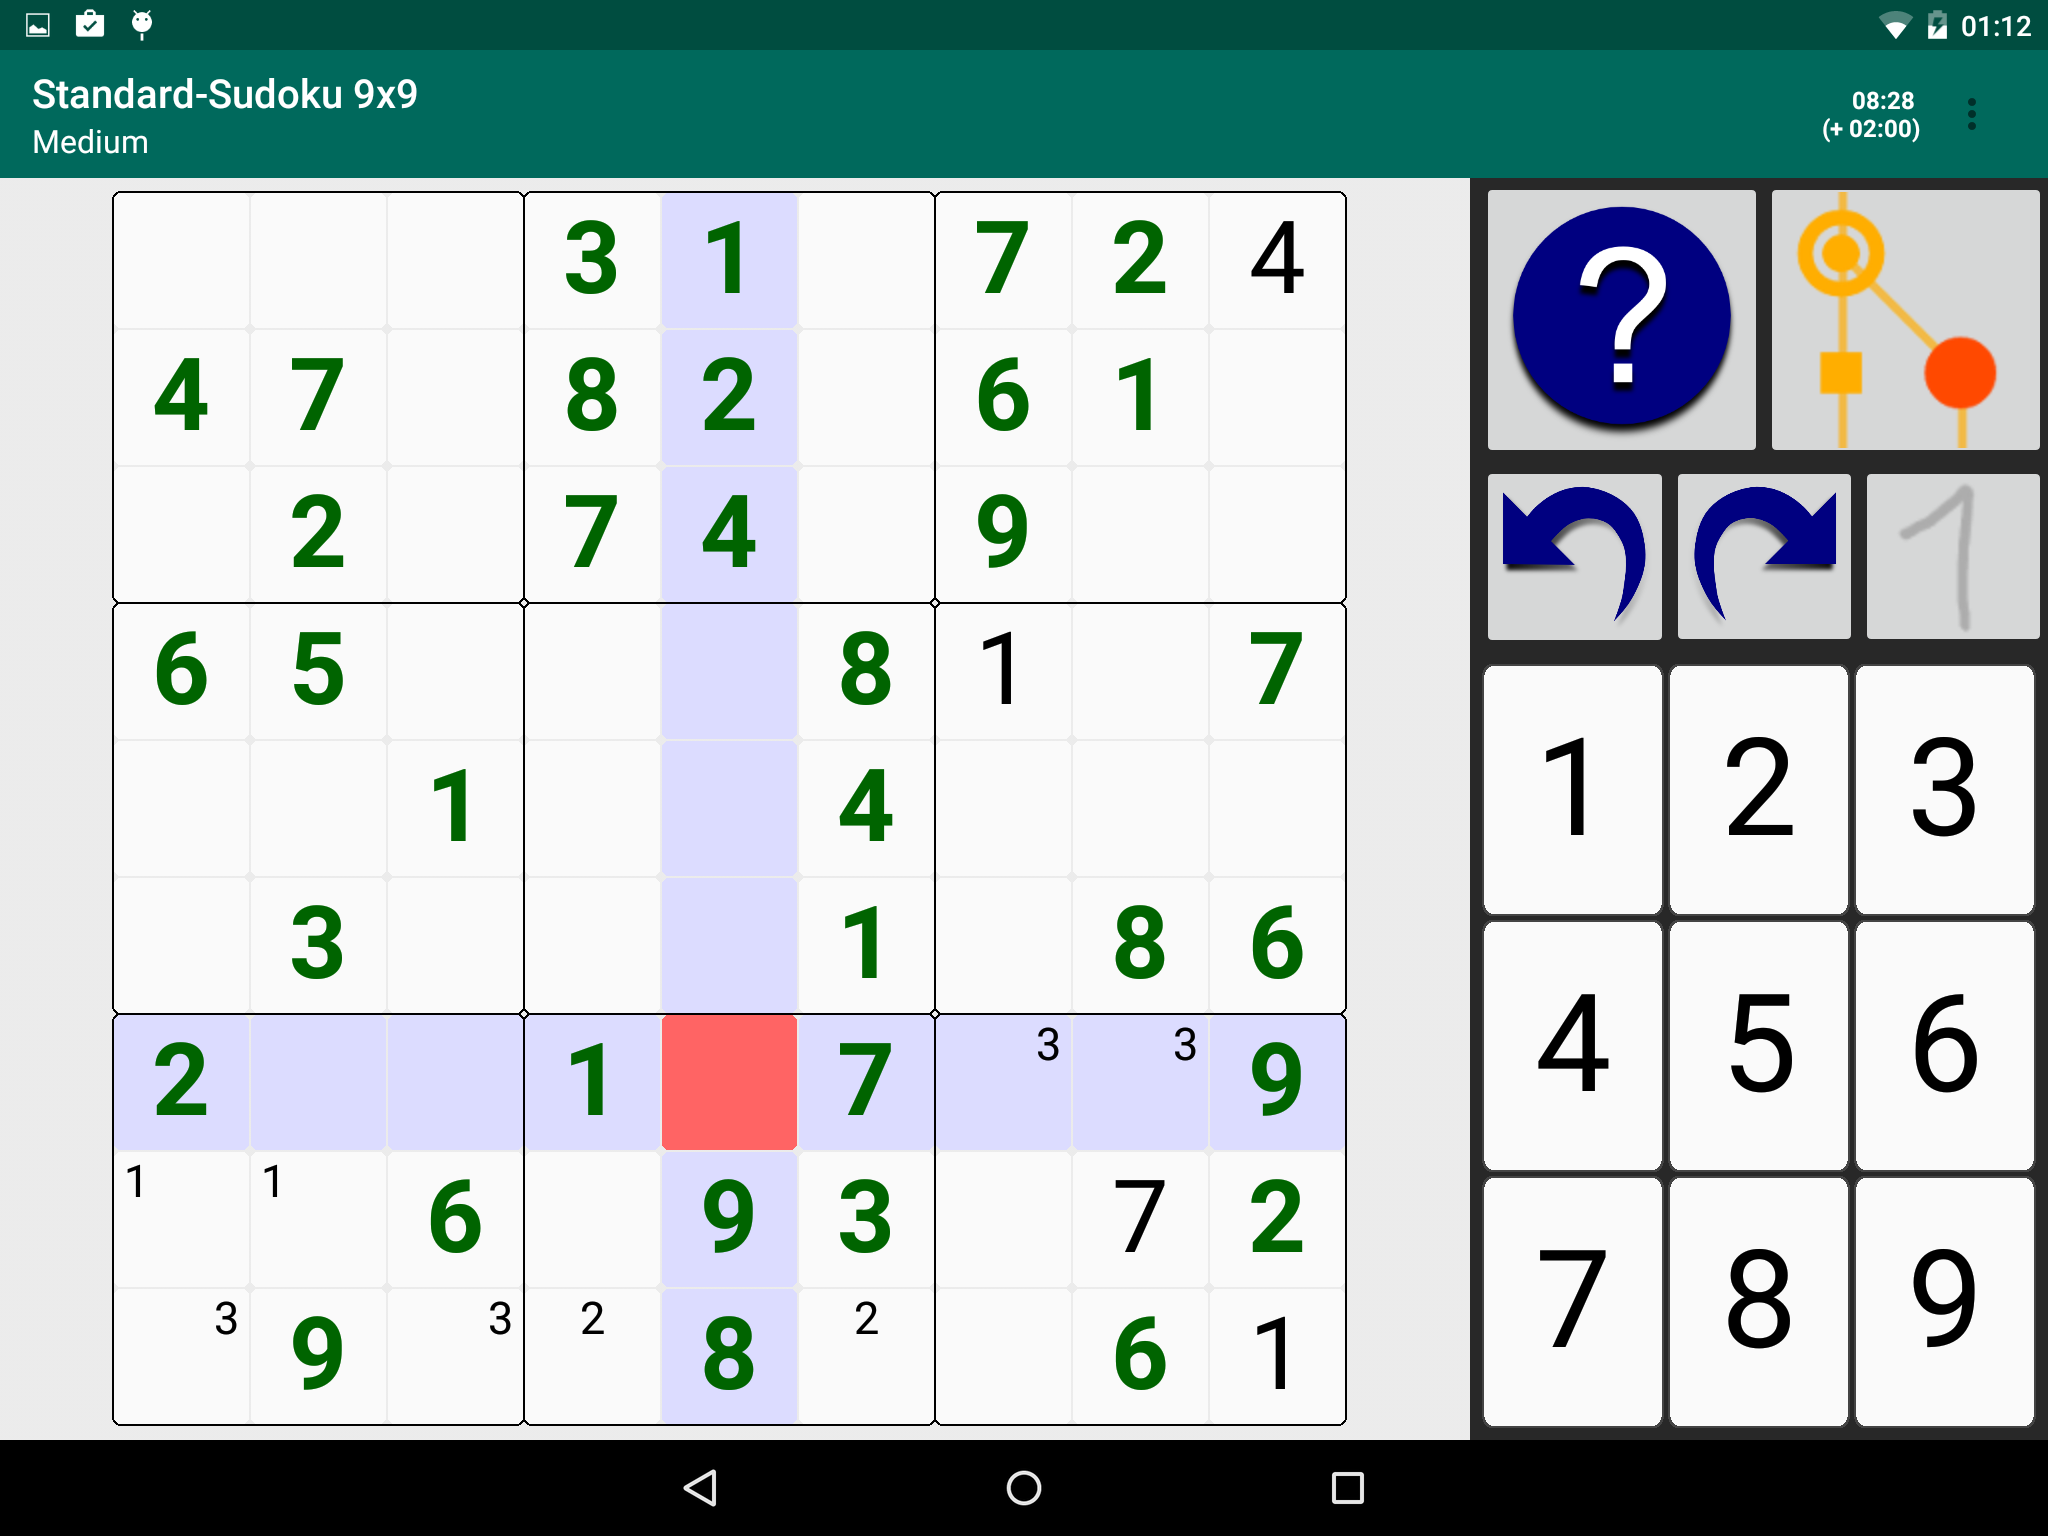 01:12
Standard-Sudoku 9x9
Medium
08:28
(+ 02:00)
?
3 1 7 2 4
4 7 8 2 6 1
2 7 4 9
1
6 5 8 1 7
1 4
3 1 8 6
2 1 7 3 3 9
1 1 6 9 3 7 2
3 9 3 2 8 2 6 1
1 2 3
4 5 6
7 8 9